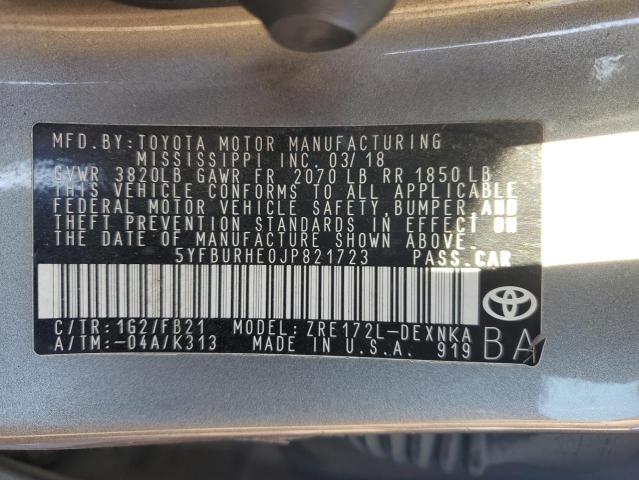 MFD.BY:TOYOTA MOTOR MANUFACTURING
MISSISSIPPI INC. 03/18
GVWR 3820LB GAWR FR 2070 LB RR 1850 LB
THIS VEHICLE CONFORMS TO ALL APPLICABLE
FEDERAL MOTOR VEHICLE SAFETY,BUMPER,AND
THEFT PREVENTION STANDARDS IN EFFECT ON
THE DATE OF MANUFACTURE SHOWN ABOVE.
5YFBURHE0JP821723 PASS.CAR
C/TR:1G2/FB21 MODEL:ZRE172L-DEXNKA
A/TM:-04A/K313 MADE IN U.S.A. 919
BA